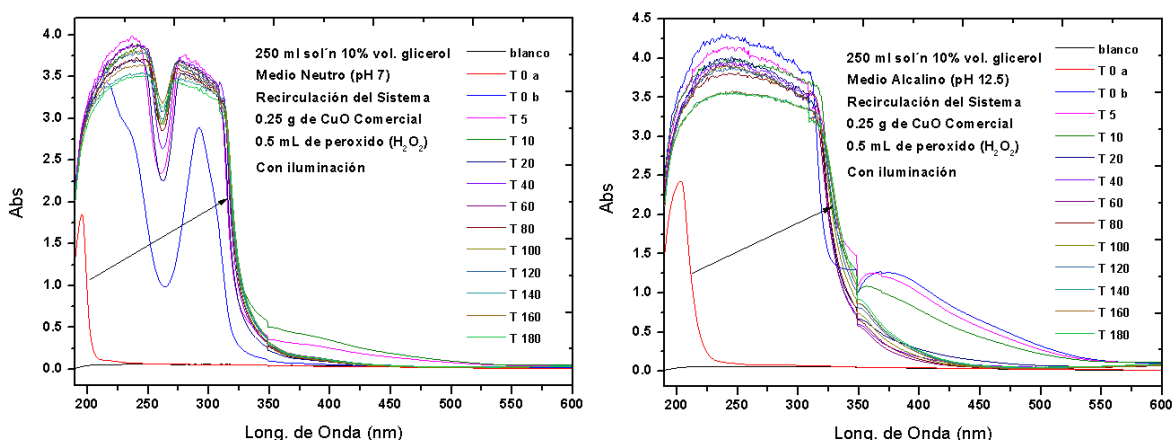 4.0
3.5
3.0
2.5
2.0
1.5
1.0
0.5
0.0
Abs
200 250 300 350 400 450 500 550 600
Long. de Onda (nm)
250 ml sol´n 10% vol. glicerol
Medio Neutro (pH 7)
Recirculación del Sistema
0.25 g de CuO Comercial
0.5 mL de peroxido (H₂O₂)
Con iluminación
blanco
T 0 a
T 0 b
T 5
T 10
T 20
T 40
T 60
T 80
T 100
T 120
T 140
T 160
T 180
4.5
4.0
3.5
3.0
2.5
2.0
1.5
1.0
0.5
0.0
Abs
200 250 300 350 400 450 500 550 600
Long. de Onda (nm)
250 ml sol´n 10% vol. glicerol
Medio Alcalino (pH 12.5)
Recirculación del Sistema
0.25 g de CuO Comercial
0.5 mL de peroxido (H₂O₂)
Con iluminación
blanco
T 0 a
T 0 b
T 5
T 10
T 20
T 40
T 60
T 80
T 100
T 120
T 140
T 160
T 180